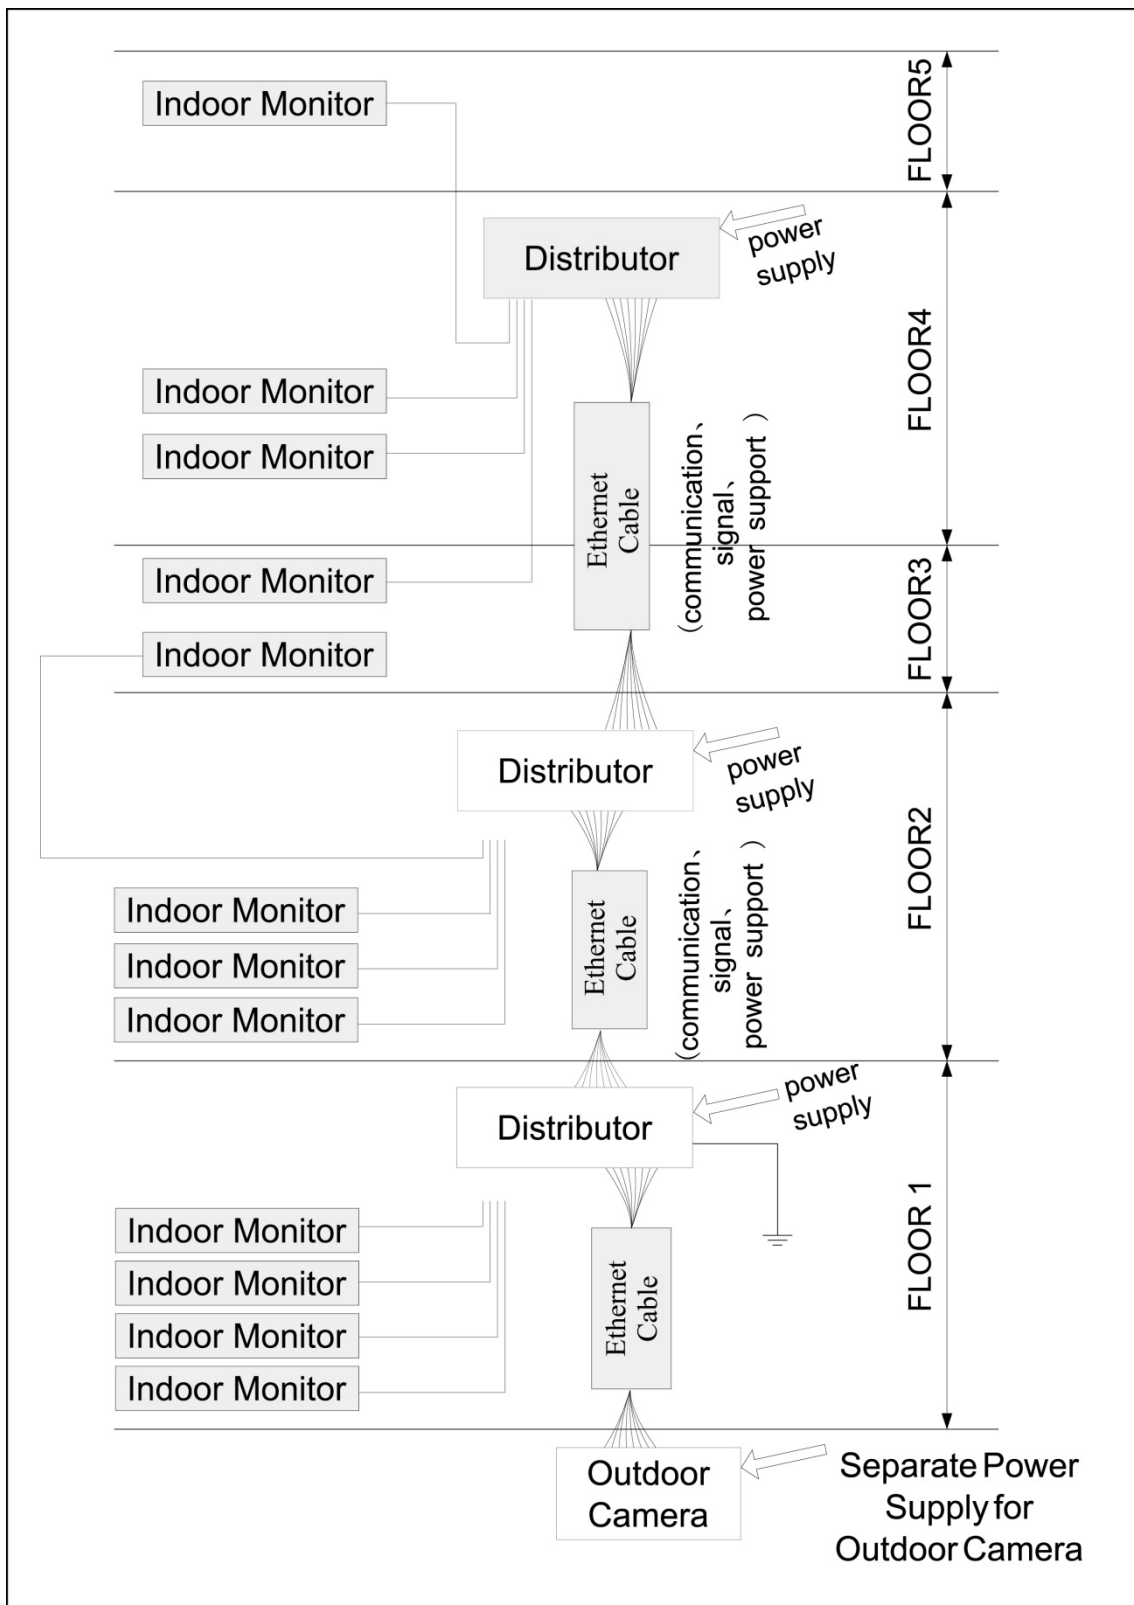 FLOOR5
Indoor Monitor
Distributor
power
supply
FLOOR4
Indoor Monitor
Indoor Monitor
Ethernet
Cable
(communication、
signal、
power support )
Indoor Monitor
FLOOR3
Indoor Monitor
Distributor
power
supply
FLOOR2
Ethernet
Cable
(communication、
signal、
power support )
Indoor Monitor
Indoor Monitor
Indoor Monitor
Distributor
power
supply
FLOOR 1
Indoor Monitor
Indoor Monitor
Indoor Monitor
Indoor Monitor
Ethernet
Cable
Outdoor
Camera
Separate Power
Supply for
Outdoor Camera